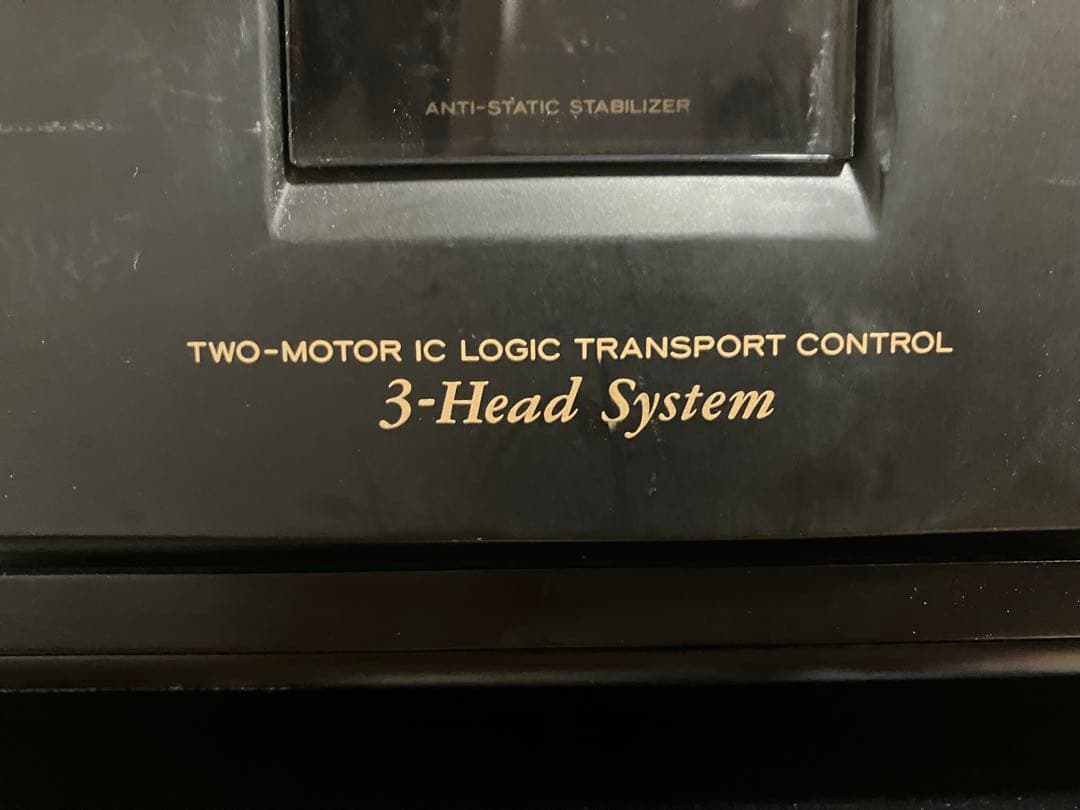 ANTI-STATIC STABILIZER
TWO-MOTOR IC LOGIC TRANSPORT CONTROL
3-Head System